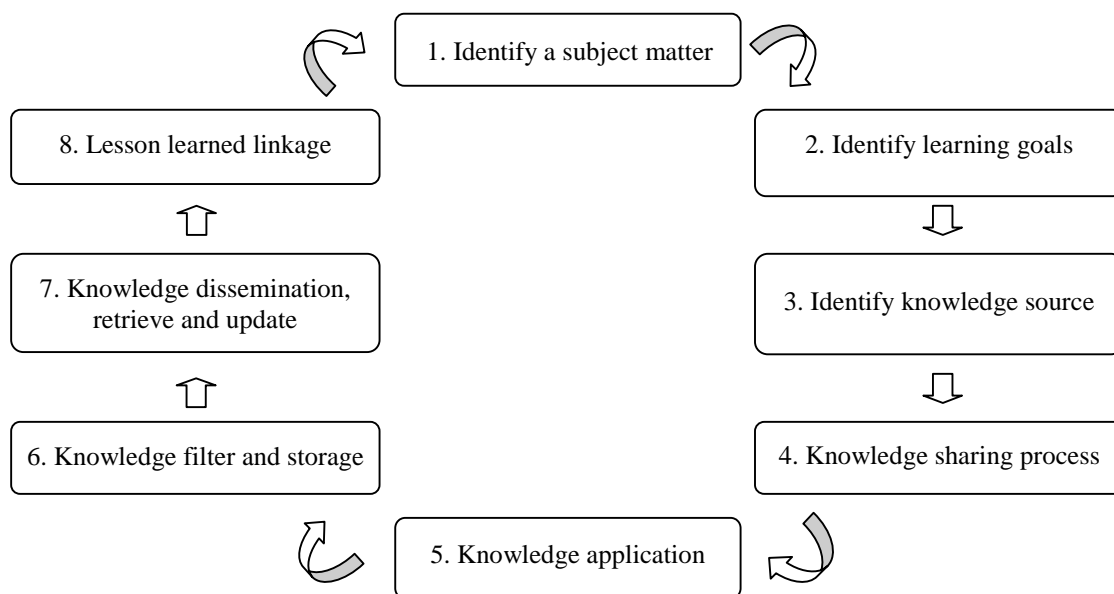 1. Identify a subject matter
2. Identify learning goals
3. Identify knowledge source
4. Knowledge sharing process
5. Knowledge application
6. Knowledge filter and storage
7. Knowledge dissemination,
retrieve and update
8. Lesson learned linkage